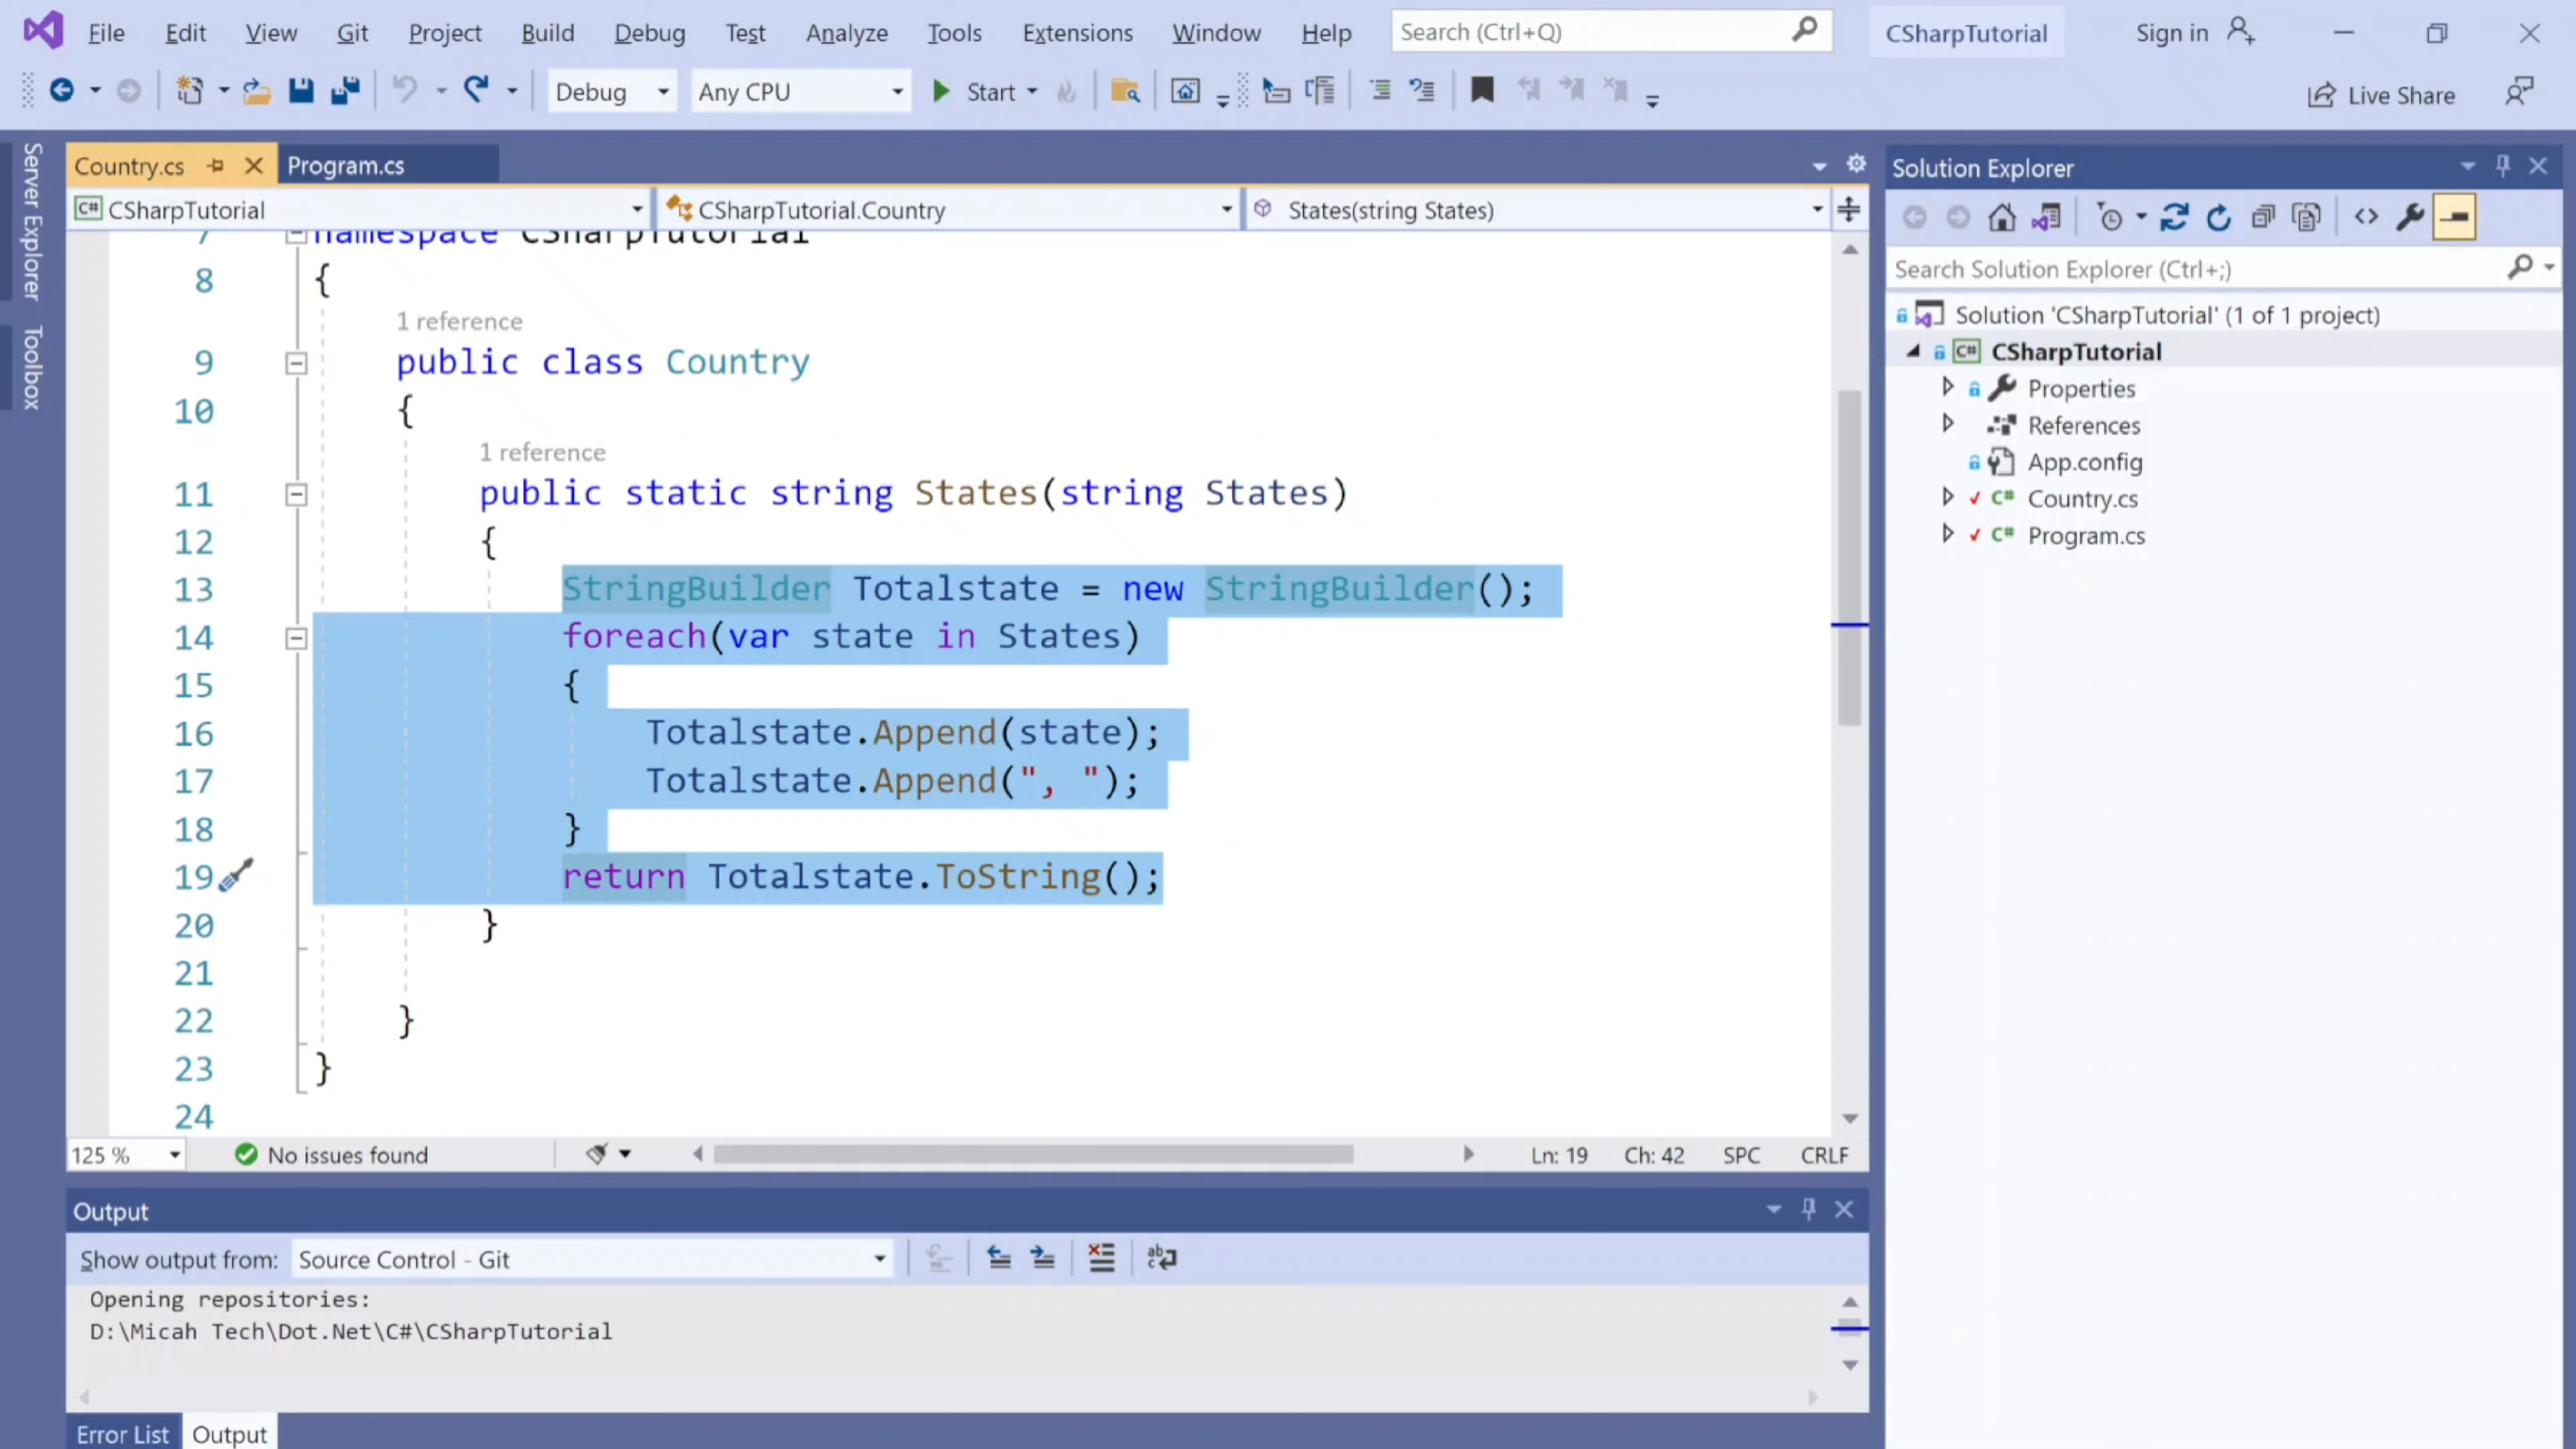 File Edit View Git Project Build Debug Test Analyze Tools Extensions Window Help Search (Ctrl+Q) CSharpTutorial Sign in
Debug Any CPU Start Live Share
Server Explorer
Toolbox
Country.cs Program.cs
C# CSharpTutorial CSharpTutorial.Country States(string States)
7 namespace CSharpTutorial
8 {
1 reference
9 public class Country
10 {
1 reference
11 public static string States(string States)
12 {
13 StringBuilder Totalstate = new StringBuilder();
14 foreach(var state in States)
15 {
16 Totalstate.Append(state);
17 Totalstate.Append(", ");
18 }
19 return Totalstate.ToString();
20 }
21
22 }
23 }
24
125 % No issues found Ln: 19 Ch: 42 SPC CRLF
Output
Show output from: Source Control - Git
Opening repositories:
D:\Micah Tech\Dot.Net\C#\CSharpTutorial
Error List Output
Solution Explorer
Search Solution Explorer (Ctrl+;)
Solution 'CSharpTutorial' (1 of 1 project)
C# CSharpTutorial
Properties
References
App.config
C# Country.cs
C# Program.cs